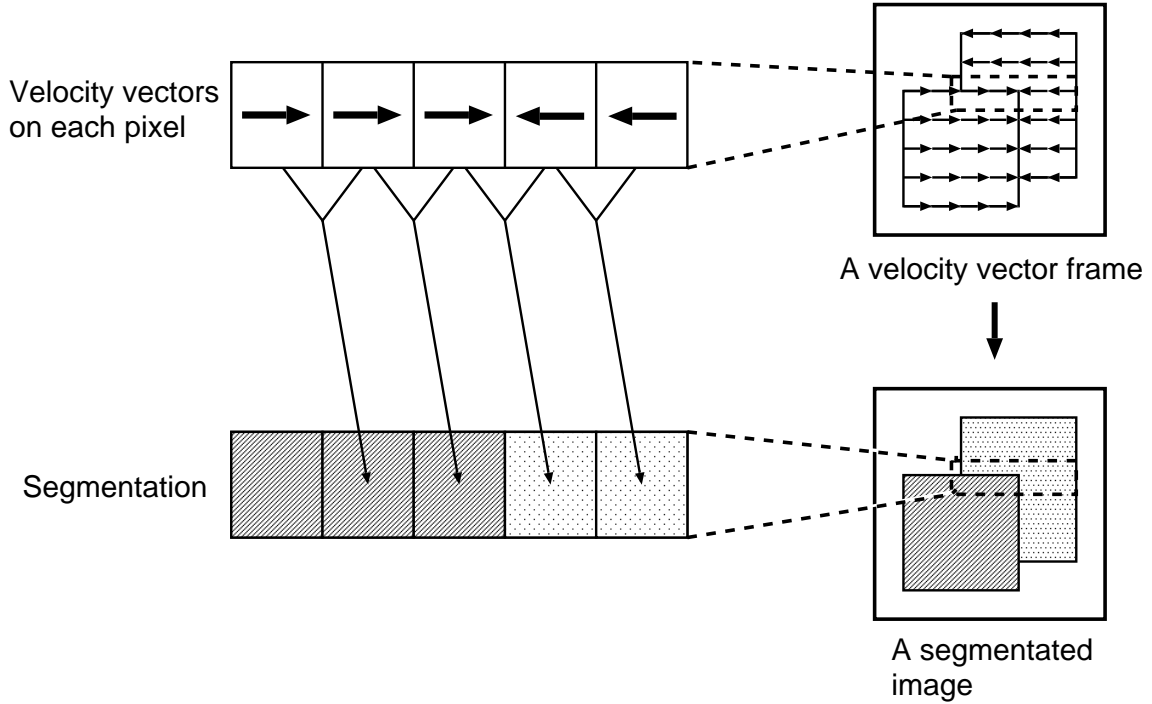 Velocity vectors
on each pixel
A velocity vector frame
Segmentation
A segmentated
image